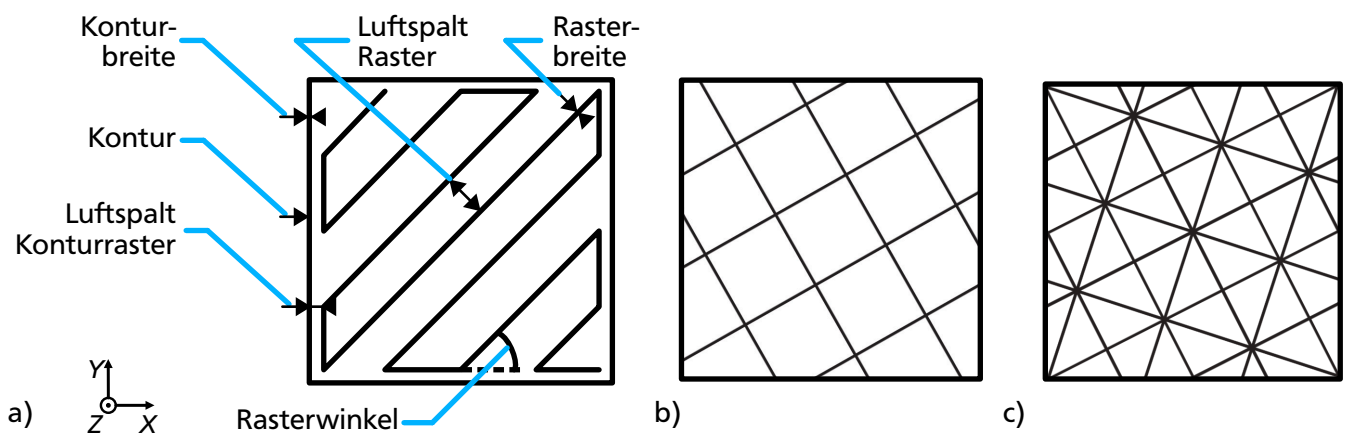 Kontur-
breite
Luftspalt
Raster
Raster-
breite
Kontur
Luftspalt
Konturraster
Rasterwinkel
Y
Z
X
a)
b)
c)